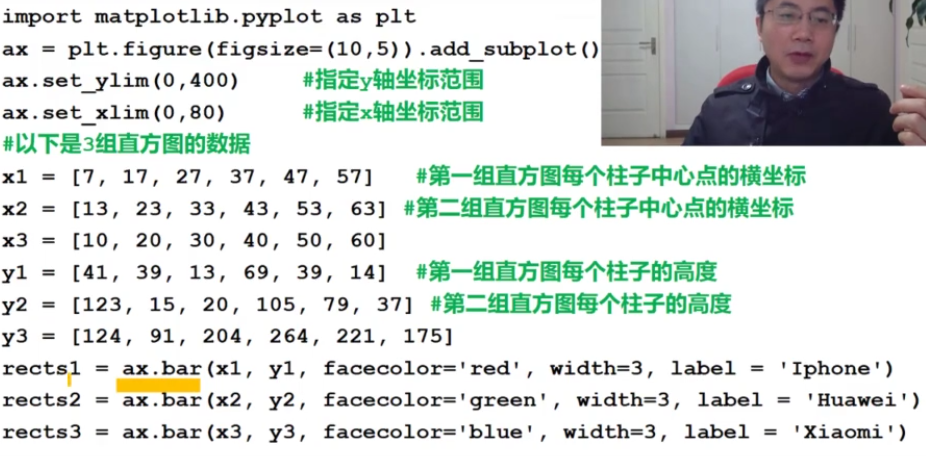 import matplotlib.pyplot as plt
ax = plt.figure(figsize=(10,5)).add_subplot()
ax.set_ylim(0,400) #指定y轴坐标范围
ax.set_xlim(0,80) #指定x轴坐标范围
#以下是3组直方图的数据
x1 = [7, 17, 27, 37, 47, 57] #第一组直方图每个柱子中心点的横坐标
x2 = [13, 23, 33, 43, 53, 63] #第二组直方图每个柱子中心点的横坐标
x3 = [10, 20, 30, 40, 50, 60]
y1 = [41, 39, 13, 69, 39, 14] #第一组直方图每个柱子的高度
y2 = [123, 15, 20, 105, 79, 37] #第二组直方图每个柱子的高度
y3 = [124, 91, 204, 264, 221, 175]
rects1 = ax.bar(x1, y1, facecolor='red', width=3, label = 'Iphone')
rects2 = ax.bar(x2, y2, facecolor='green', width=3, label = 'Huawei')
rects3 = ax.bar(x3, y3, facecolor='blue', width=3, label = 'Xiaomi')